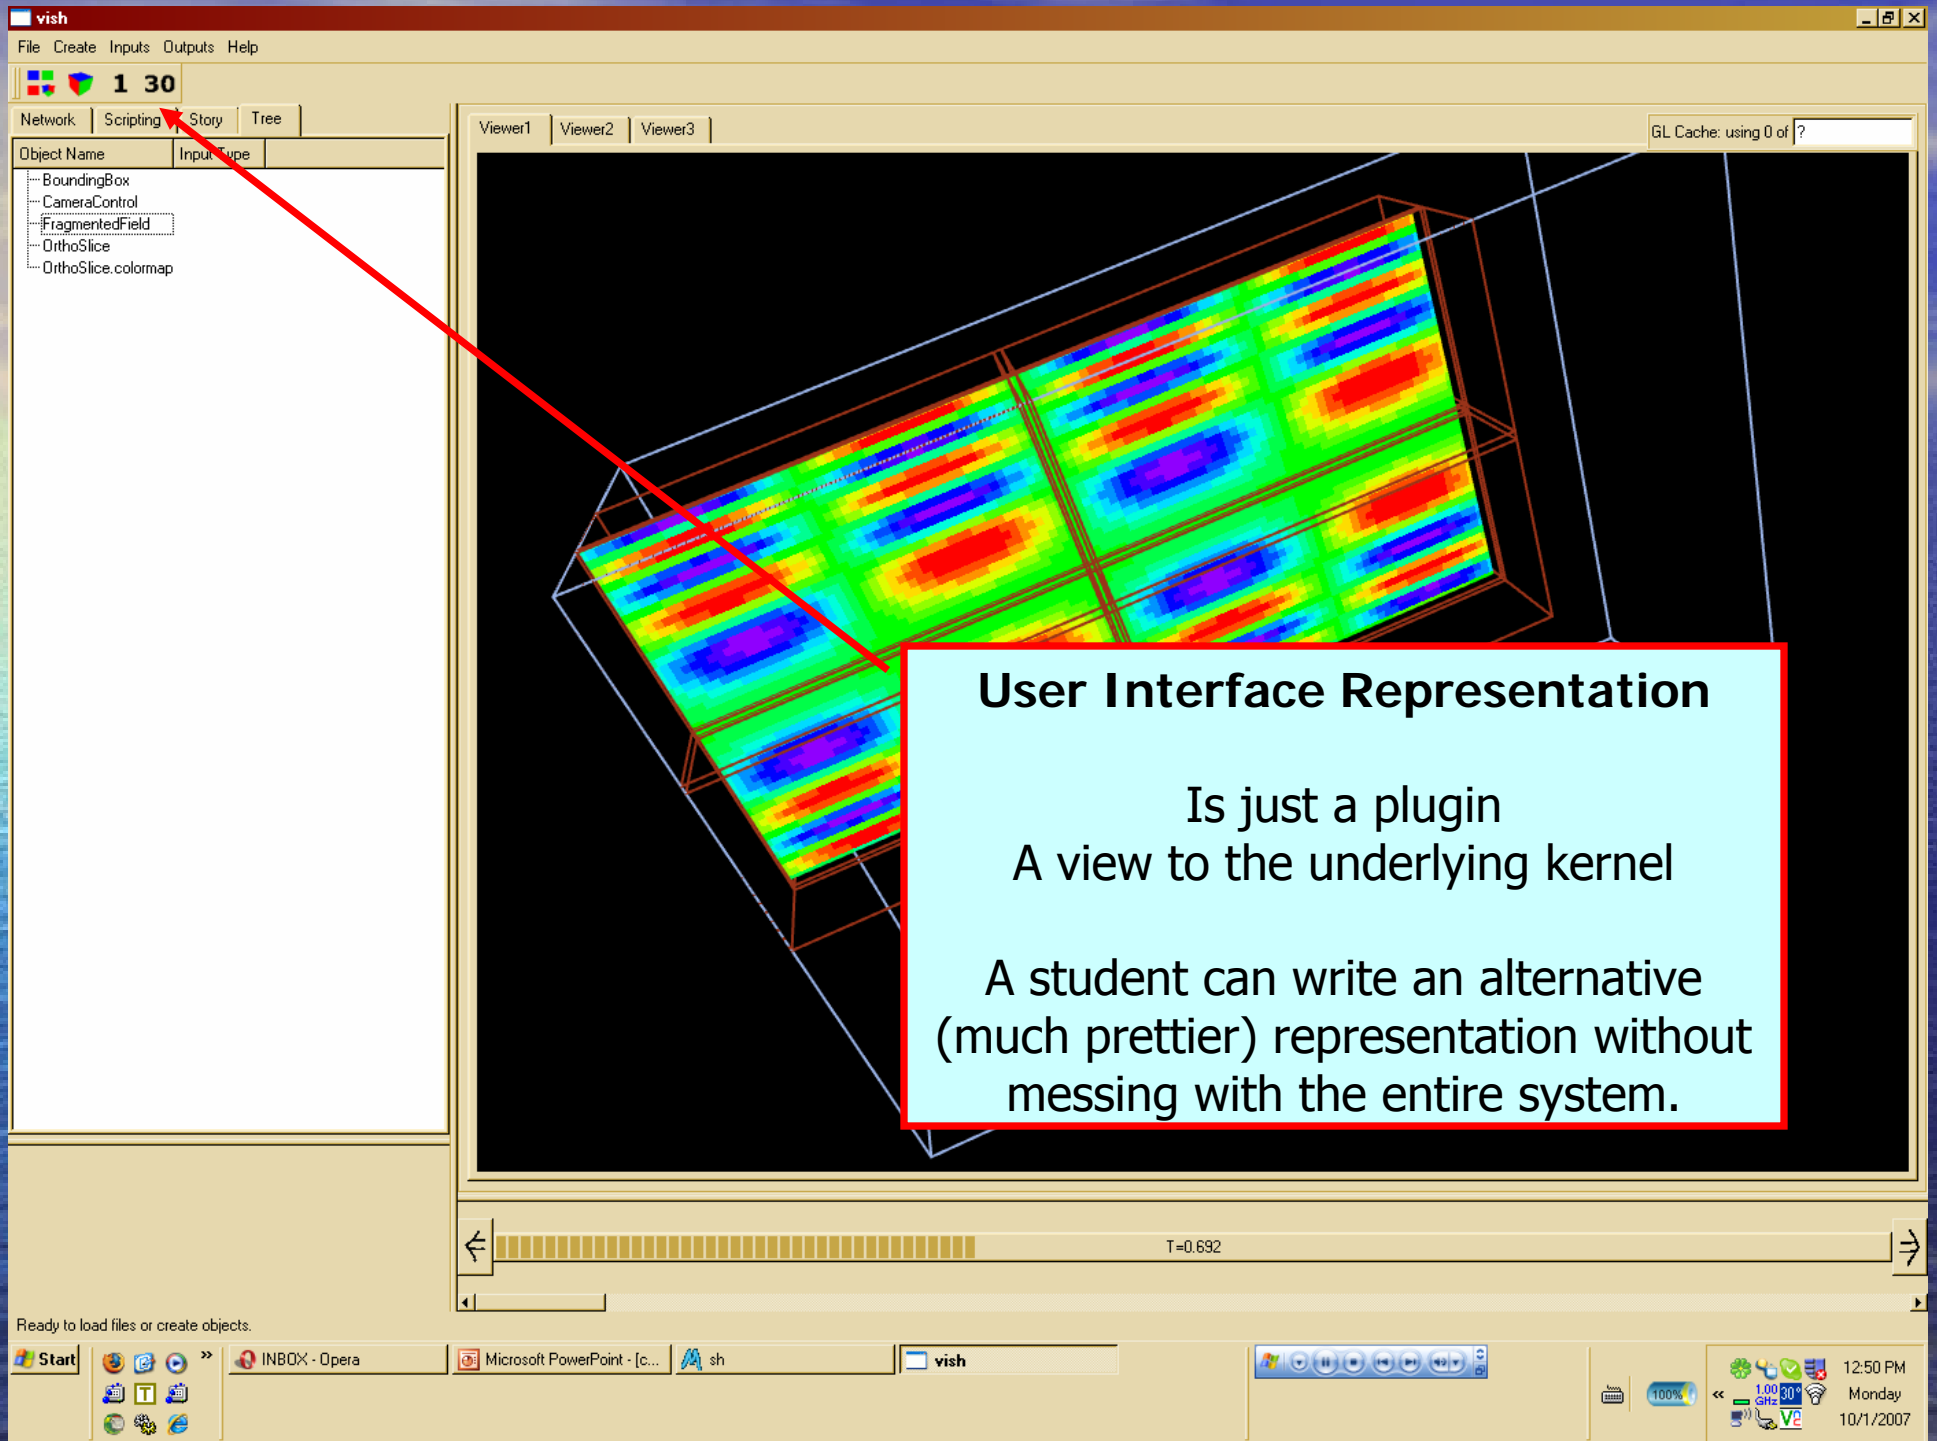 vish
File Create Inputs Outputs Help
1 30
Network Scripting Story Tree
Object Name Input Type
BoundingBox
CameraControl
FragmentedField
OrthoSlice
OrthoSlice.colormap
Viewer1 Viewer2 Viewer3
GL Cache: using 0 of ?
User Interface Representation
Is just a plugin
A view to the underlying kernel
A student can write an alternative
(much prettier) representation without
messing with the entire system.
T=0.692
Ready to load files or create objects.
Start
INBOX - Opera
Microsoft PowerPoint - [c...
sh
vish
100%
1.00
GHz
30°
12:50 PM
Monday
10/1/2007